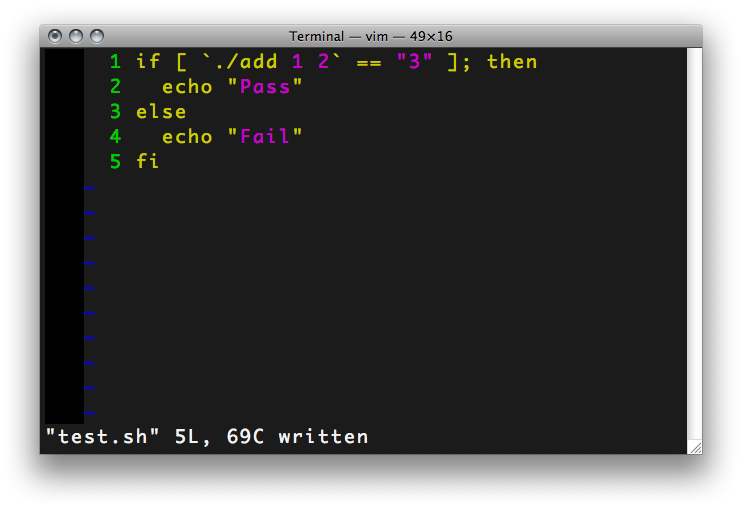 Terminal — vim — 49×16
1 if [ `./add 1 2` == "3" ]; then
2   echo "Pass"
3 else
4   echo "Fail"
5 fi
~
~
~
~
~
~
~
~
~
~
"test.sh" 5L, 69C written